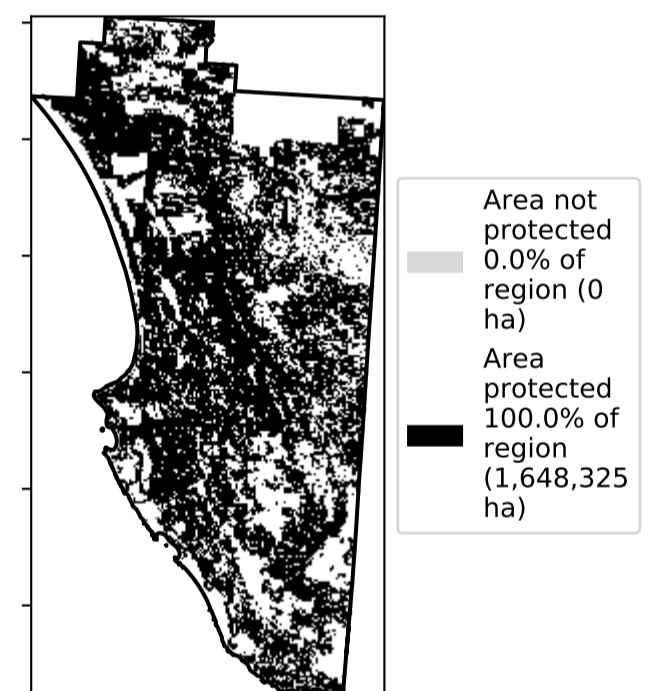 Area not
protected
0.0% of
region (0
ha)
Area
protected
100.0% of
region
(1,648,325
ha)